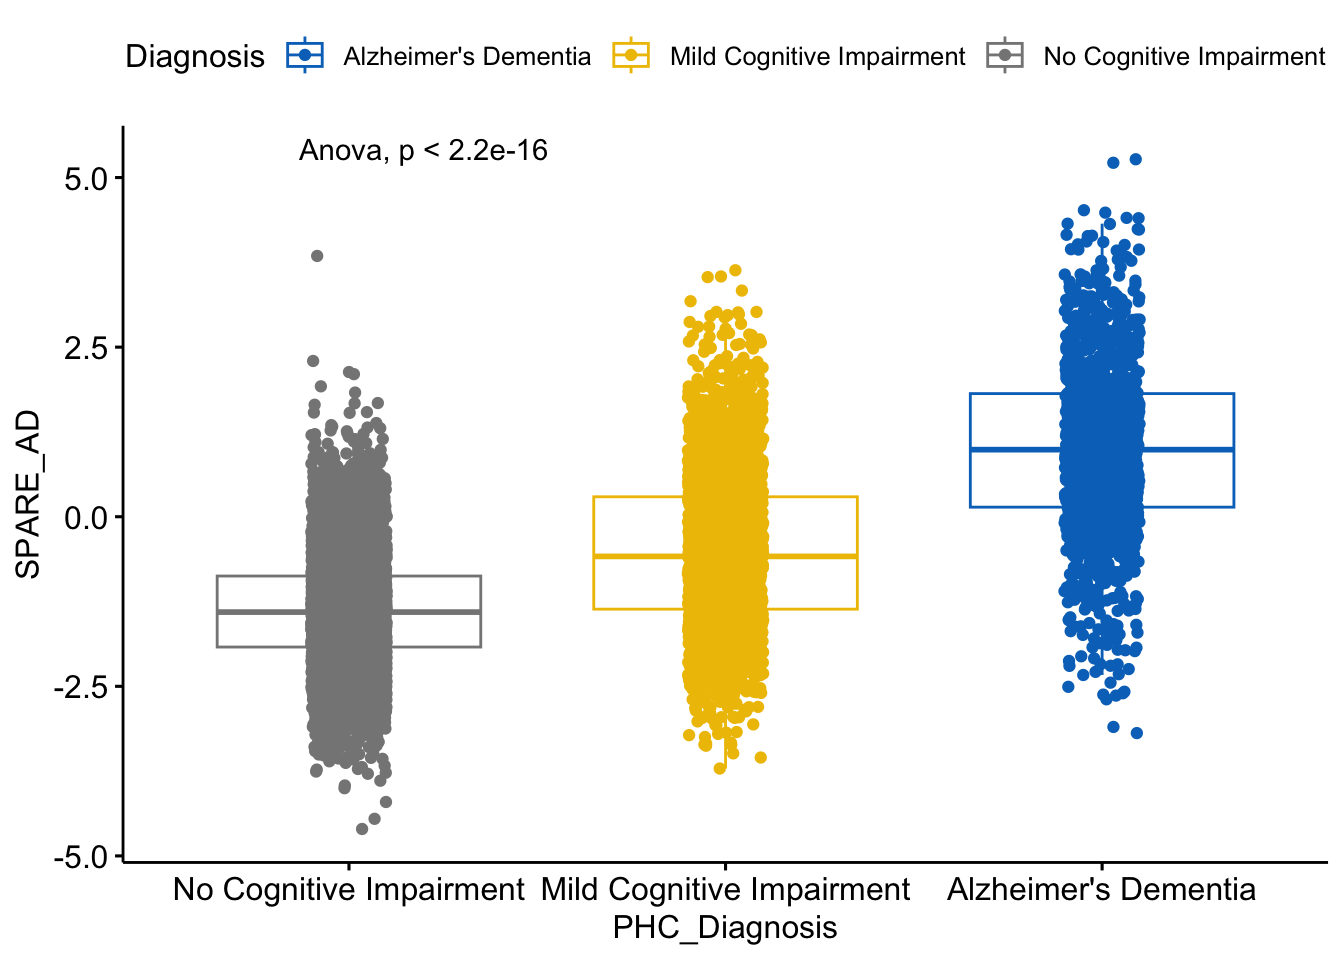 Diagnosis Alzheimer's Dementia Mild Cognitive Impairment No Cognitive Impairment
Anova, p < 2.2e-16
5.0
2.5
0.0
-2.5
-5.0
SPARE_AD
No Cognitive Impairment Mild Cognitive Impairment Alzheimer's Dementia
PHC_Diagnosis